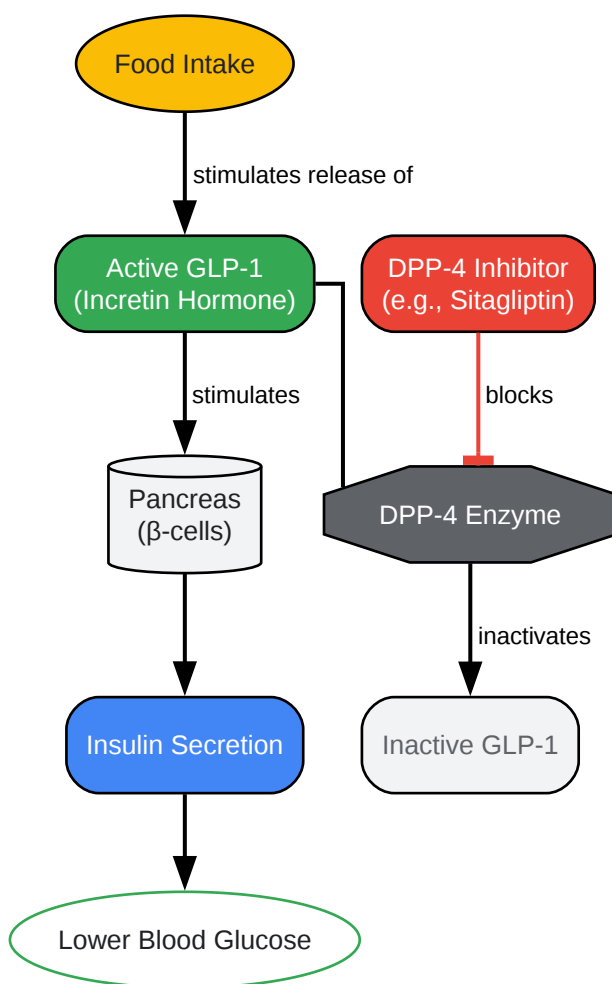 Food Intake
stimulates release of
Active GLP-1
(Incretin Hormone)
DPP-4 Inhibitor
(e.g., Sitagliptin)
stimulates
blocks
Pancreas
(β-cells)
DPP-4 Enzyme
inactivates
Insulin Secretion
Inactive GLP-1
Lower Blood Glucose